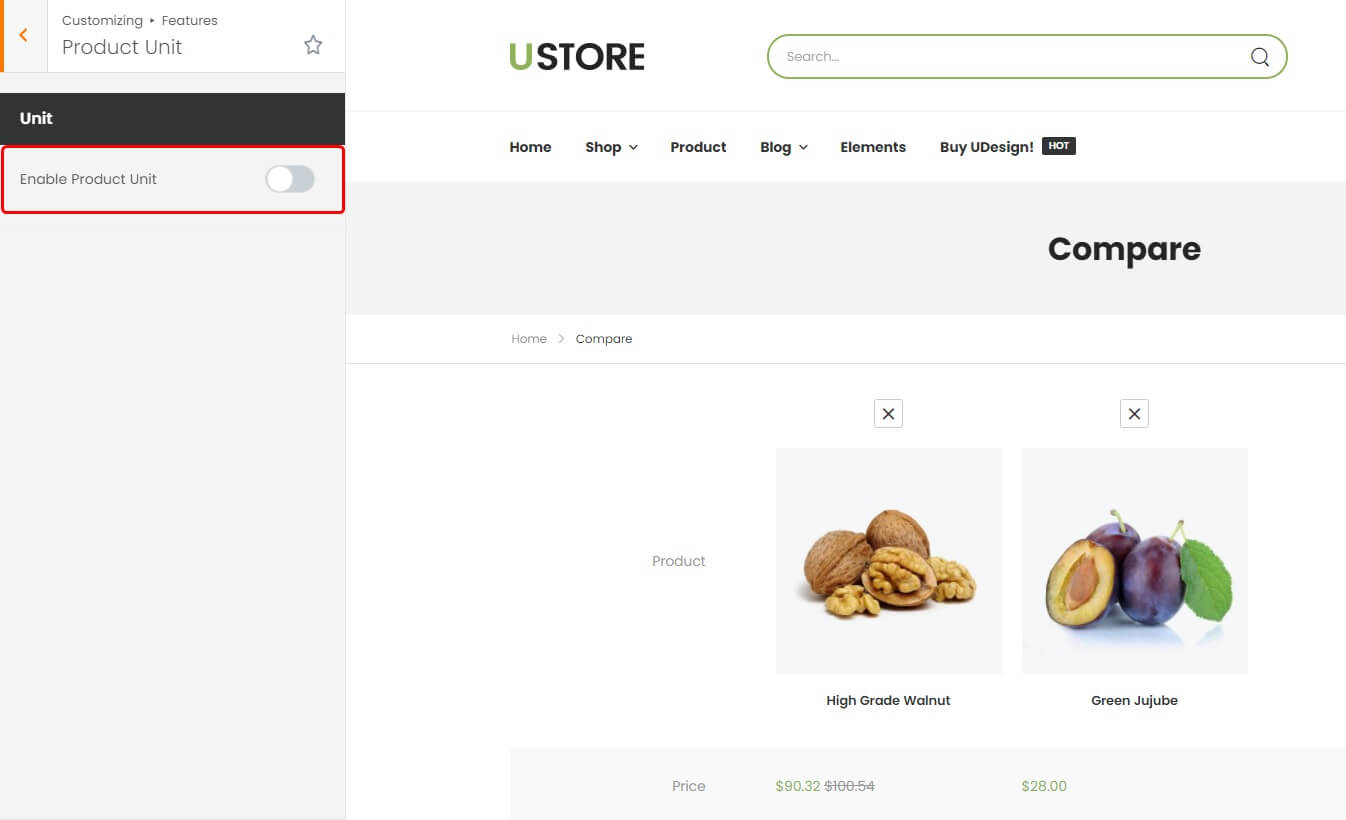 Customizing ▸ Features
Product Unit
Unit
Enable Product Unit
USTORE
Search...
Home Shop Product Blog Elements Buy UDesign! HOT
Compare
Home > Compare
Product
High Grade Walnut Green Jujube
Price $90.32 $100.54 $28.00